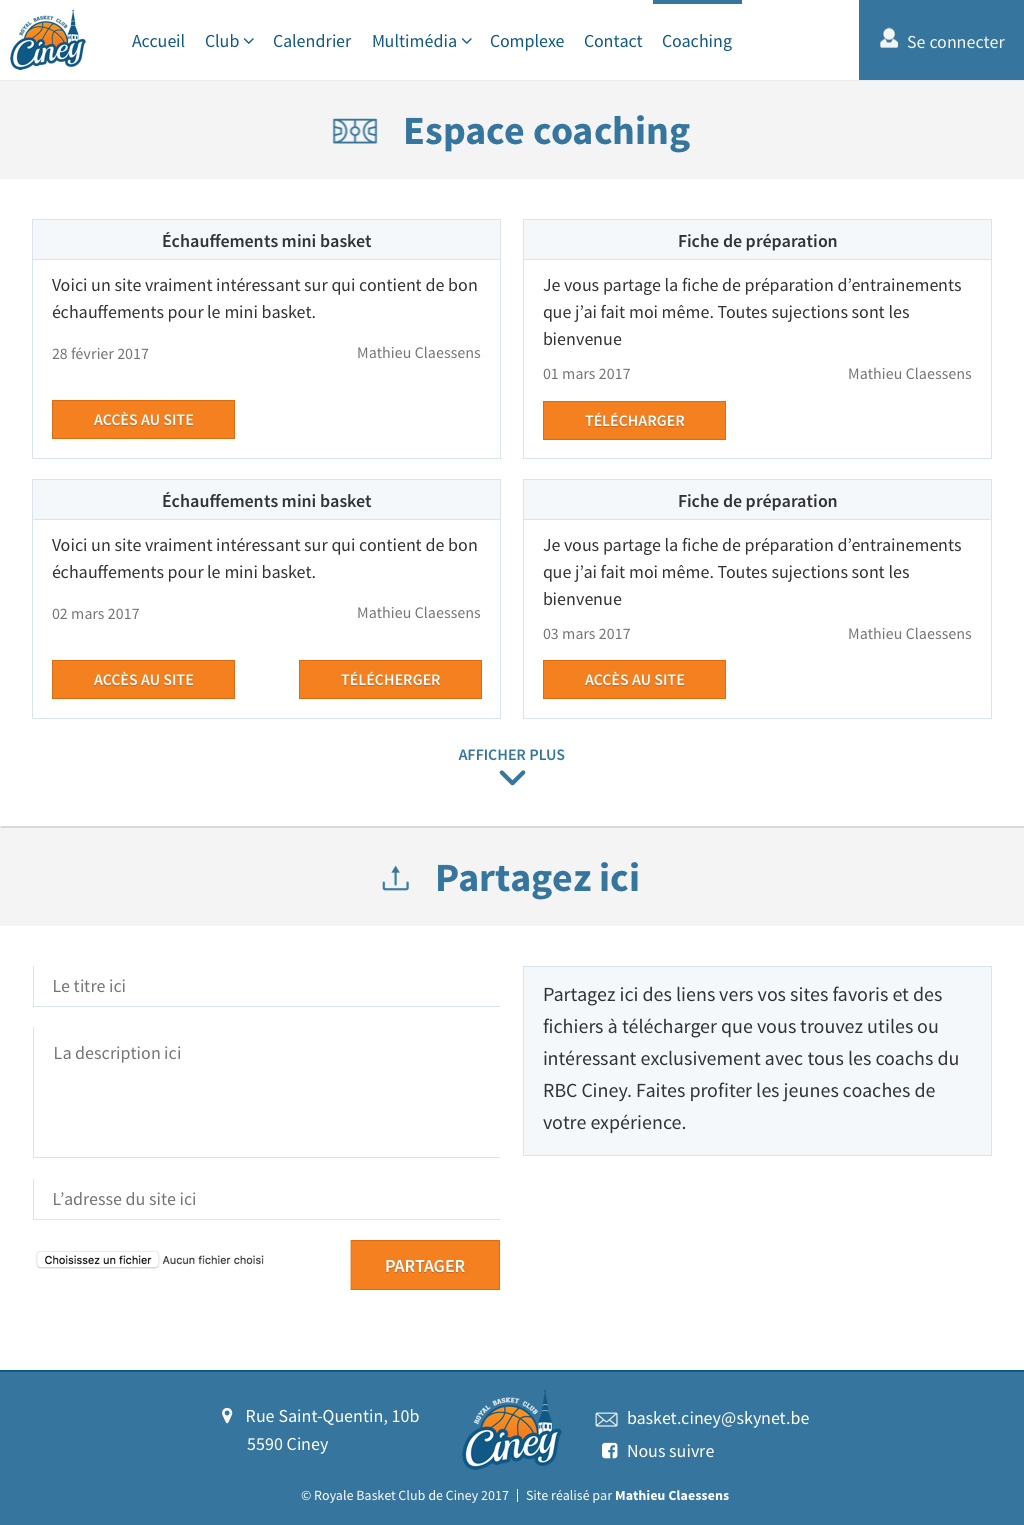 ROYAL BASKET CLUB
Ciney
Accueil Club Calendrier Multimédia Complexe Contact Coaching
Se connecter
Espace coaching
Échauffements mini basket
Voici un site vraiment intéressant sur qui contient de bon
échauffements pour le mini basket.
28 février 2017 Mathieu Claessens
ACCÈS AU SITE
Fiche de préparation
Je vous partage la fiche de préparation d’entrainements
que j’ai fait moi même. Toutes sujections sont les
bienvenue
01 mars 2017 Mathieu Claessens
TÉLÉCHARGER
Échauffements mini basket
Voici un site vraiment intéressant sur qui contient de bon
échauffements pour le mini basket.
02 mars 2017 Mathieu Claessens
ACCÈS AU SITE TÉLÉCHERGER
Fiche de préparation
Je vous partage la fiche de préparation d’entrainements
que j’ai fait moi même. Toutes sujections sont les
bienvenue
03 mars 2017 Mathieu Claessens
ACCÈS AU SITE
AFFICHER PLUS
Partagez ici
Le titre ici
La description ici
L’adresse du site ici
Choisissez un fichier Aucun fichier choisi
PARTAGER
Partagez ici des liens vers vos sites favoris et des
fichiers à télécharger que vous trouvez utiles ou
intéressant exclusivement avec tous les coachs du
RBC Ciney. Faites profiter les jeunes coaches de
votre expérience.
Rue Saint-Quentin, 10b
5590 Ciney
ROYAL BASKET CLUB
Ciney
basket.ciney@skynet.be
Nous suivre
© Royale Basket Club de Ciney 2017 | Site réalisé par Mathieu Claessens